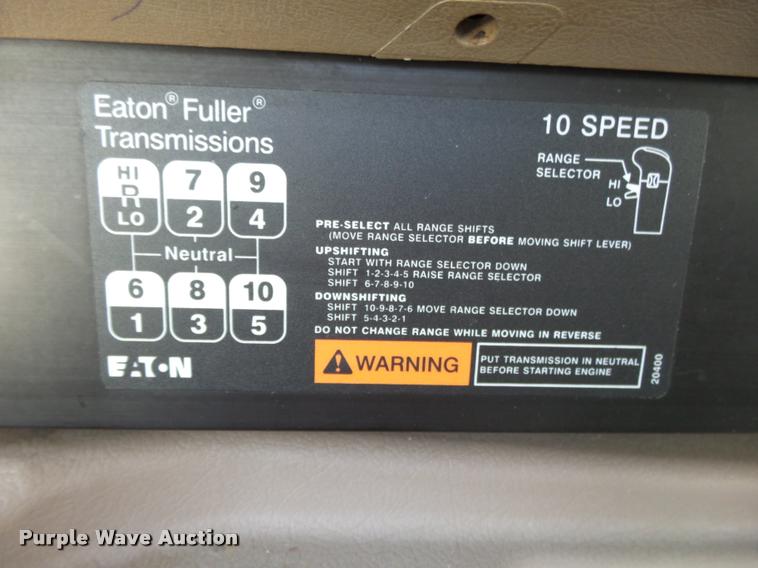 Eaton® Fuller®
Transmissions
10 SPEED
RANGE
SELECTOR
HI
LO
HI
R
LO
7
2
9
4
Neutral
6
1
8
3
10
5
PRE-SELECT ALL RANGE SHIFTS
(MOVE RANGE SELECTOR BEFORE MOVING SHIFT LEVER)
UPSHIFTING
START WITH RANGE SELECTOR DOWN
SHIFT 1-2-3-4-5 RAISE RANGE SELECTOR
SHIFT 6-7-8-9-10
DOWNSHIFTING
SHIFT 10-9-8-7-6 MOVE RANGE SELECTOR DOWN
SHIFT 5-4-3-2-1
DO NOT CHANGE RANGE WHILE MOVING IN REVERSE
EATON
WARNING
PUT TRANSMISSION IN NEUTRAL
BEFORE STARTING ENGINE
20400
Purple Wave Auction